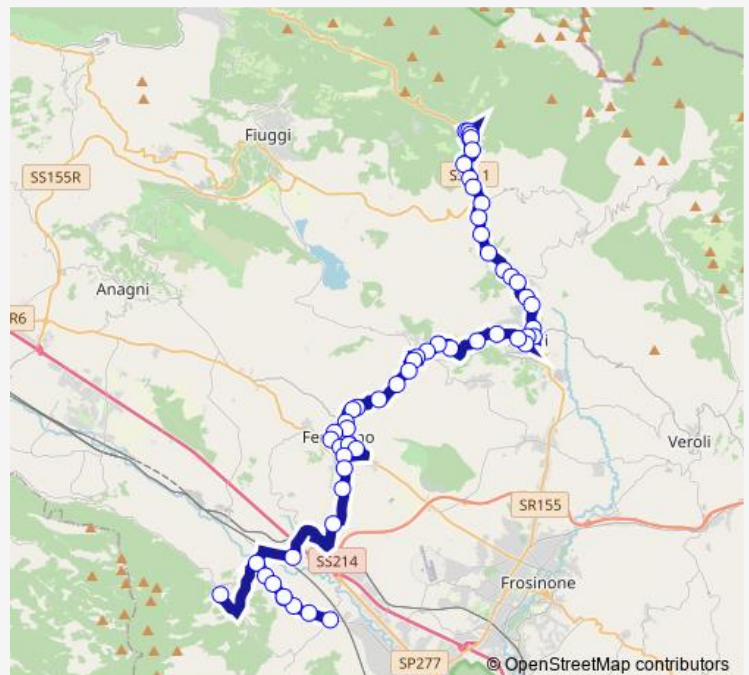 Fiuggi
SS155R
Anagni
R6
Veroli
SR155
SS214
Frosinone
SP277
© OpenStreetMap contributors